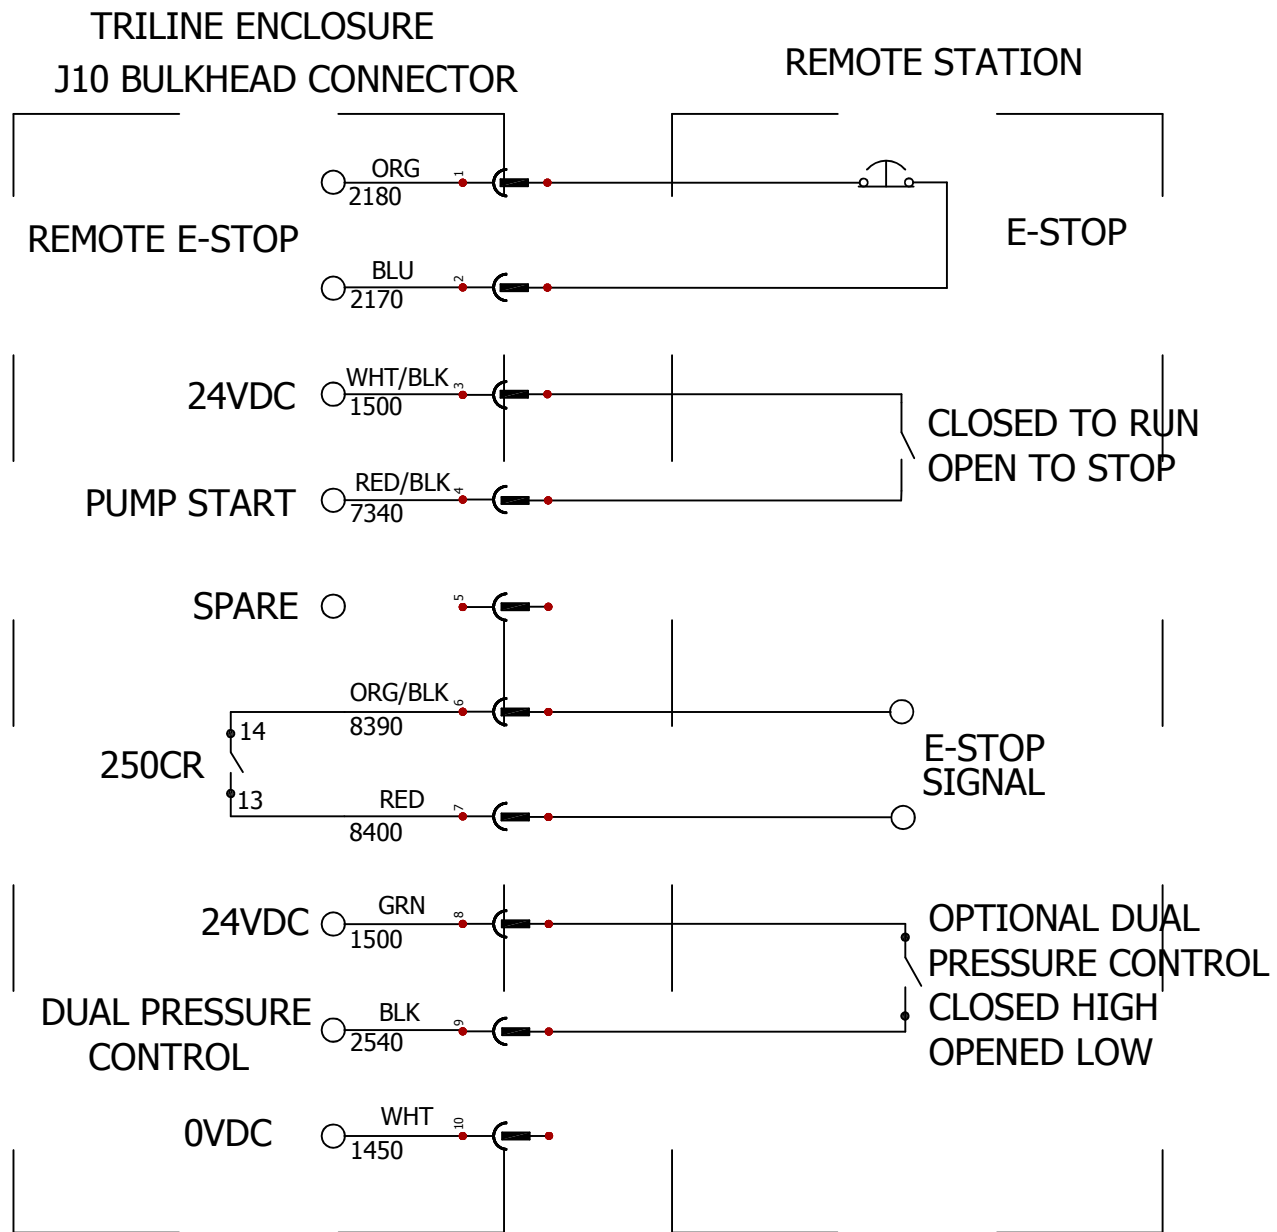 TRILINE ENCLOSURE
J10 BULKHEAD CONNECTOR
REMOTE STATION
ORG
1
2180
REMOTE E-STOP
E-STOP
BLU
2
2170
24VDC
WHT/BLK
3
1500
CLOSED TO RUN
OPEN TO STOP
PUMP START
RED/BLK
4
7340
SPARE
5
ORG/BLK
6
8390
14
250CR
13
E-STOP
SIGNAL
RED
7
8400
24VDC
GRN
8
1500
OPTIONAL DUAL
PRESSURE CONTROL
CLOSED HIGH
OPENED LOW
DUAL PRESSURE
CONTROL
BLK
9
2540
0VDC
WHT
10
1450